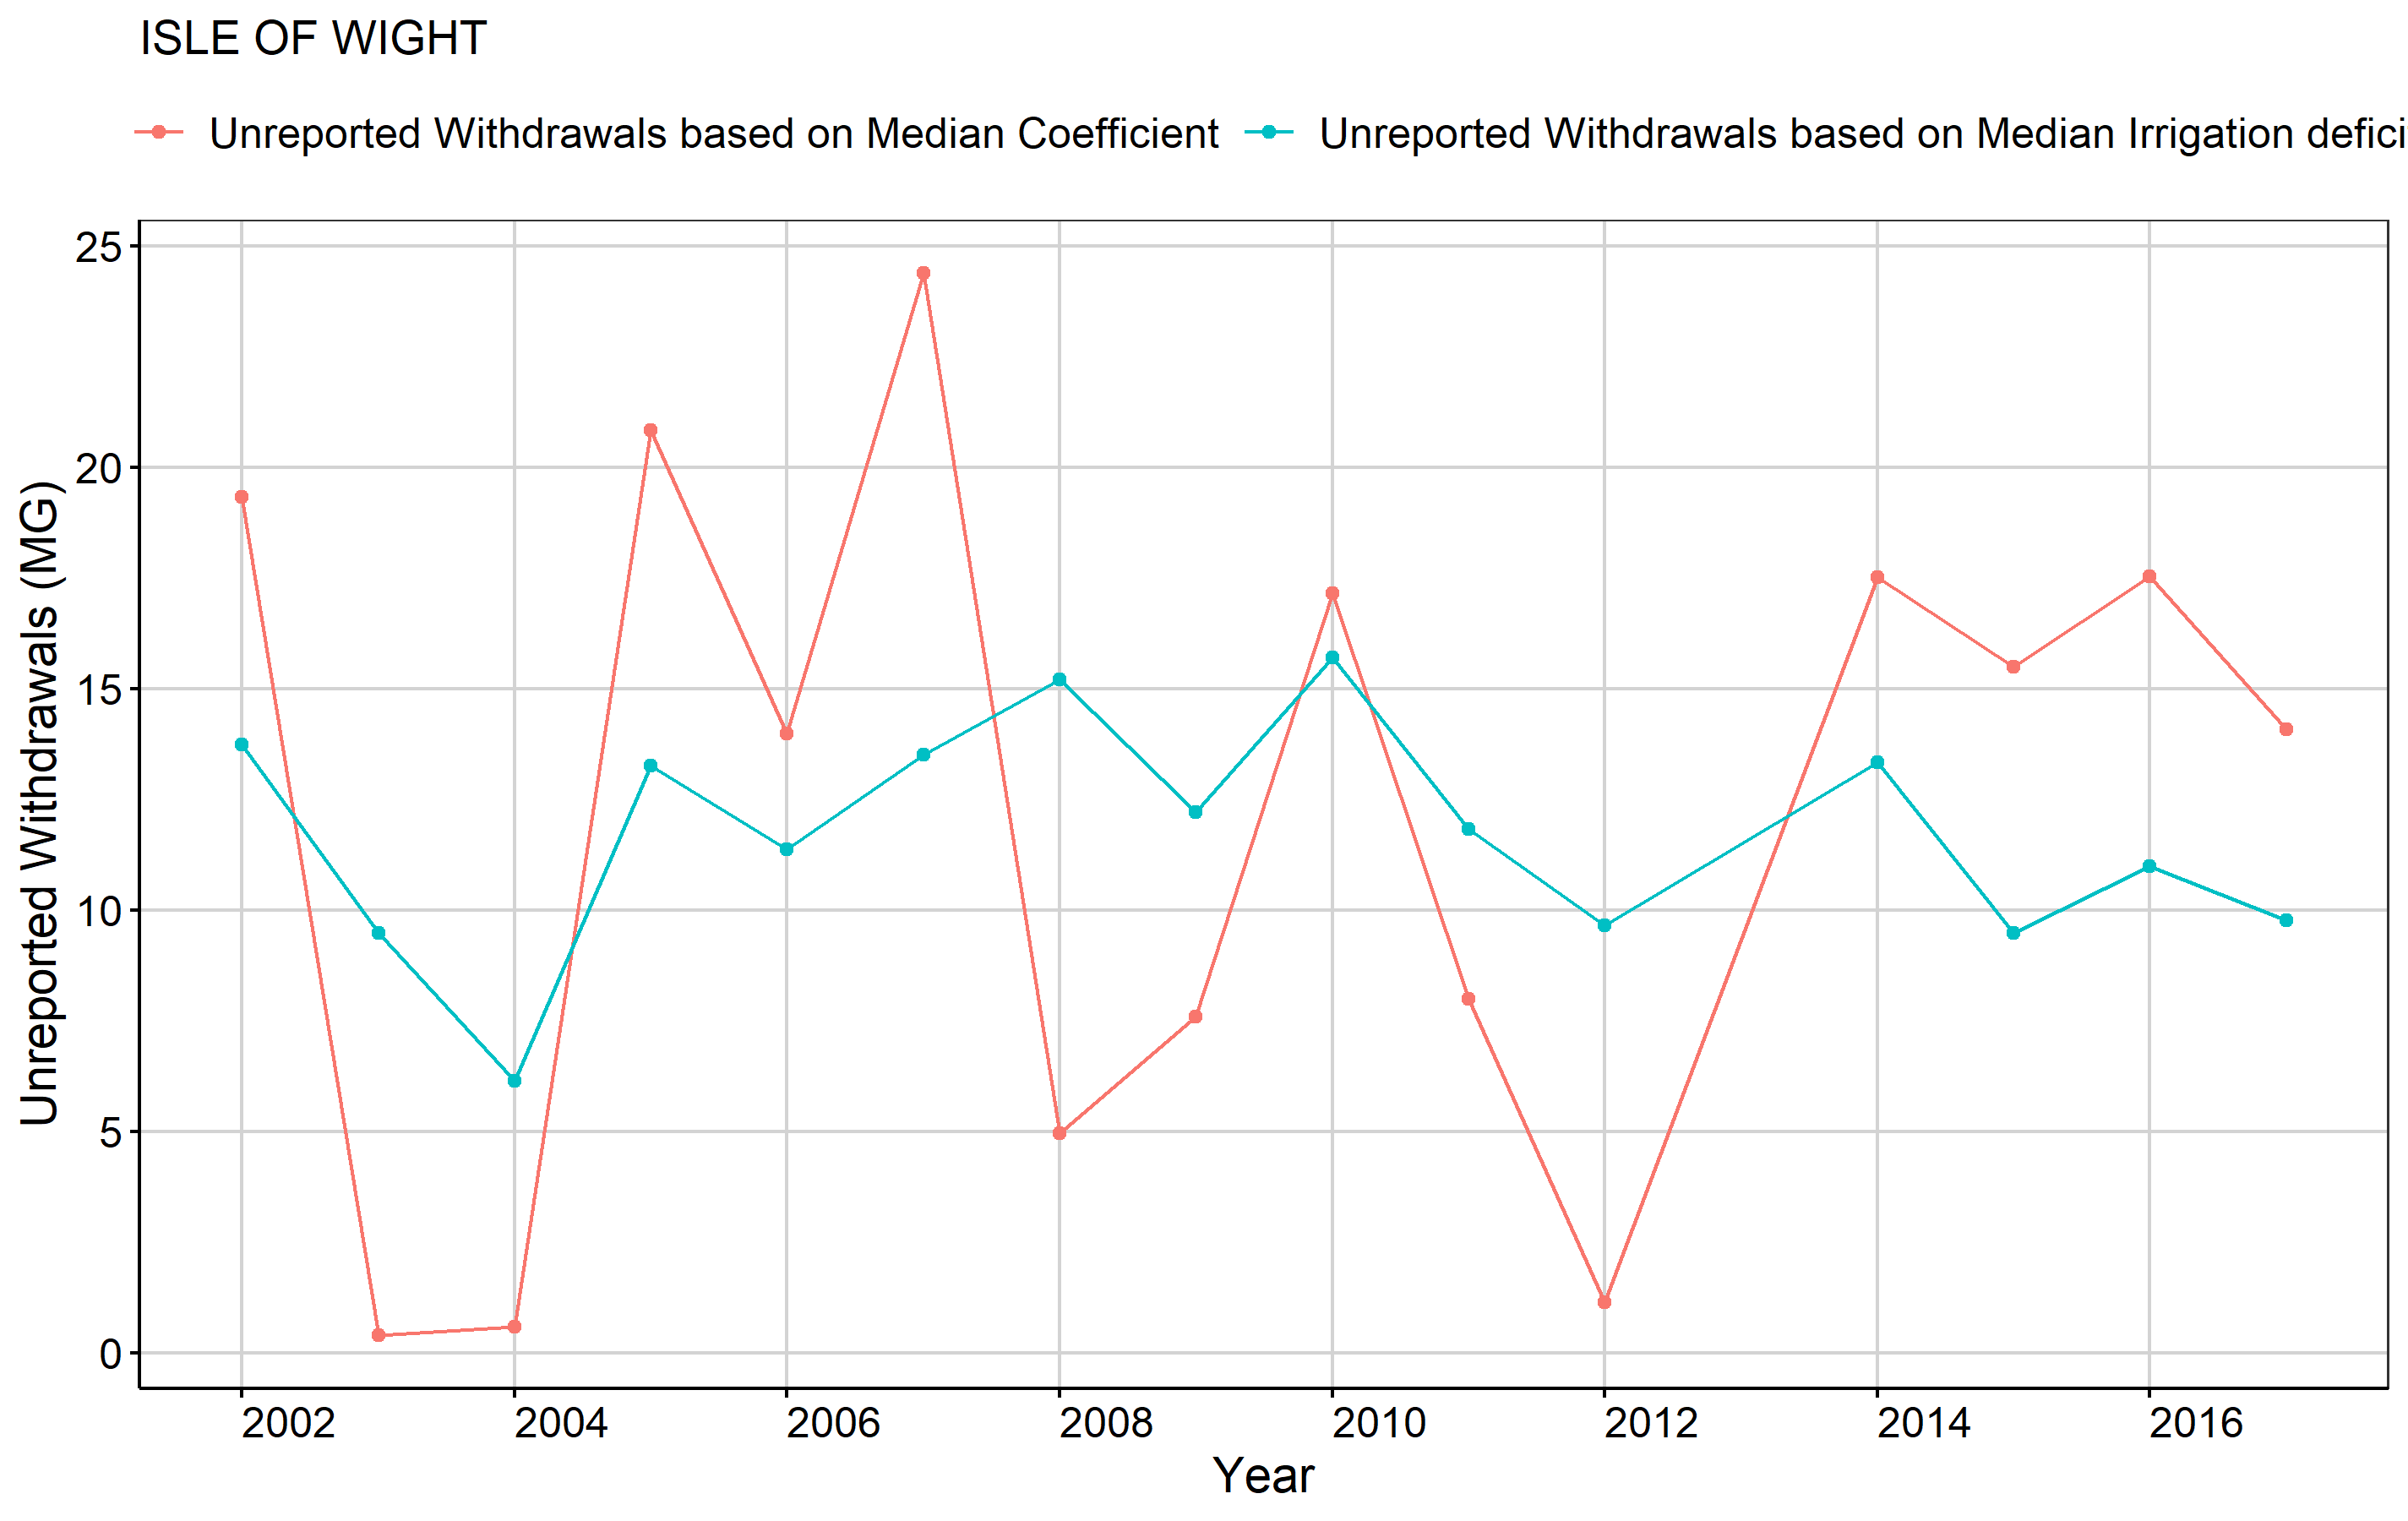 ISLE OF WIGHT
Unreported Withdrawals based on Median Coefficient Unreported Withdrawals based on Median Irrigation defici
25
20
15
10
5
0
Unreported Withdrawals (MG)
2002 2004 2006 2008 2010 2012 2014 2016
Year